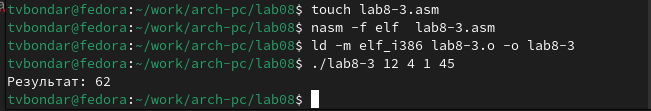 tvbondar@fedora:~/work/arch-pc/lab08$ touch lab8-3.asm
tvbondar@fedora:~/work/arch-pc/lab08$ nasm -f elf  lab8-3.asm
tvbondar@fedora:~/work/arch-pc/lab08$ ld -m elf_i386 lab8-3.o -o lab8-3
tvbondar@fedora:~/work/arch-pc/lab08$ ./lab8-3 12 4 1 45
Результат: 62
tvbondar@fedora:~/work/arch-pc/lab08$